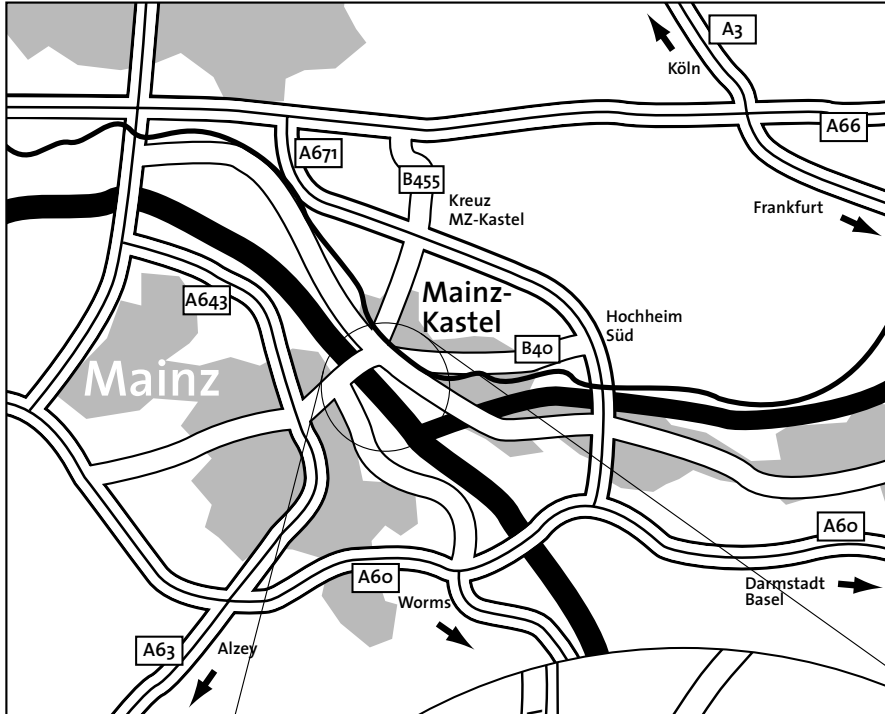 A3
Köln
A66
A671
B455
Kreuz
MZ-Kastel
Frankfurt
A643
Mainz-
Kastel
Hochheim
Süd
B40
Mainz
A60
A60
Darmstadt
Basel
Worms
A63
Alzey